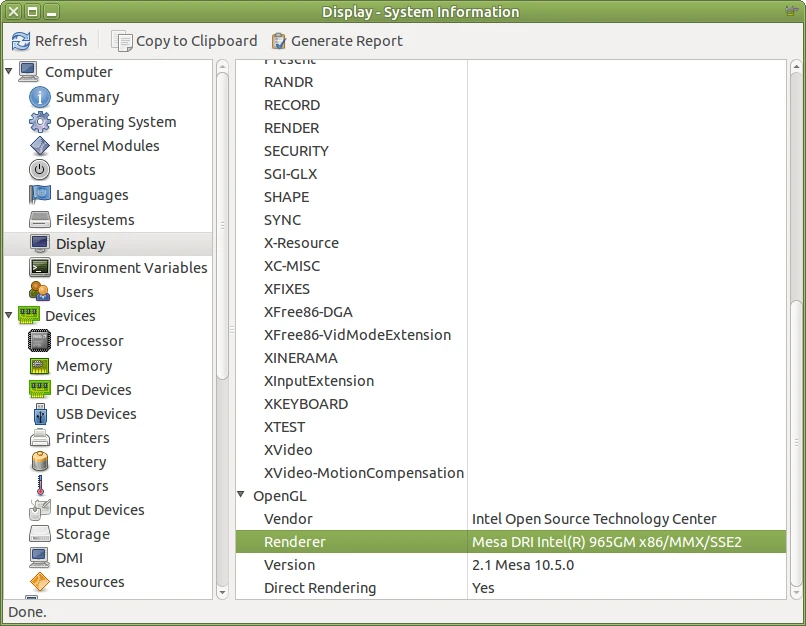 Display - System Information
Refresh
Copy to Clipboard
Generate Report
Computer
Summary
Operating System
Kernel Modules
Boots
Languages
Filesystems
Display
Environment Variables
Users
Devices
Processor
Memory
PCI Devices
USB Devices
Printers
Battery
Sensors
Input Devices
Storage
DMI
Resources
Present
RANDR
RECORD
RENDER
SECURITY
SGI-GLX
SHAPE
SYNC
X-Resource
XC-MISC
XFIXES
XFree86-DGA
XFree86-VidModeExtension
XINERAMA
XInputExtension
XKEYBOARD
XTEST
XVideo
XVideo-MotionCompensation
OpenGL
Vendor Intel Open Source Technology Center
Renderer Mesa DRI Intel(R) 965GM x86/MMX/SSE2
Version 2.1 Mesa 10.5.0
Direct Rendering Yes
Done.